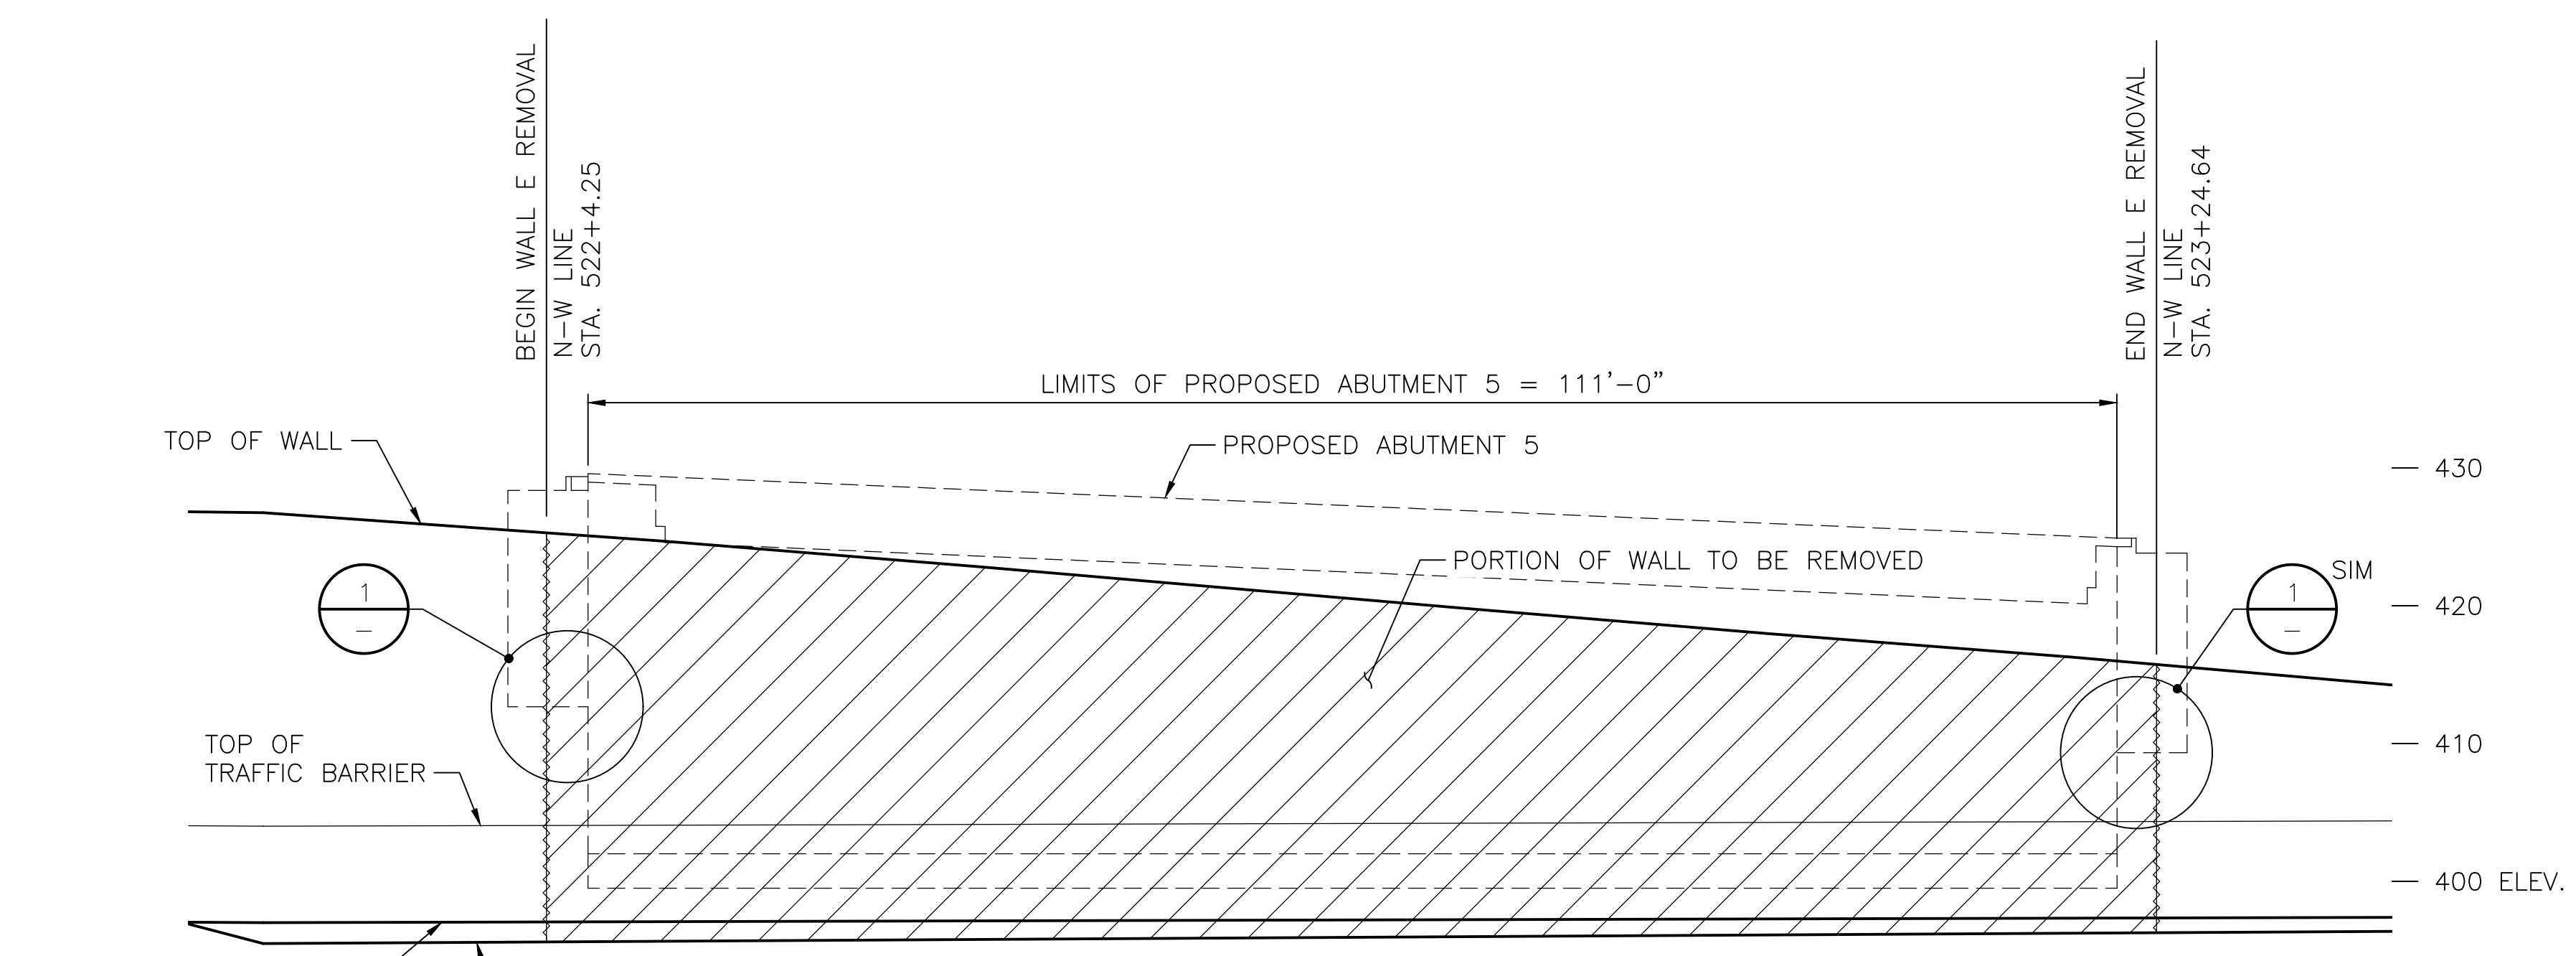 BEGIN WALL E REMOVAL
N-W LINE
STA. 522+4.25
END WALL E REMOVAL
N-W LINE
STA. 523+24.64
LIMITS OF PROPOSED ABUTMENT 5 = 111'-0"
TOP OF WALL
PROPOSED ABUTMENT 5
430
PORTION OF WALL TO BE REMOVED
SIM
1
–
1
–
420
TOP OF
TRAFFIC BARRIER
410
400 ELEV.